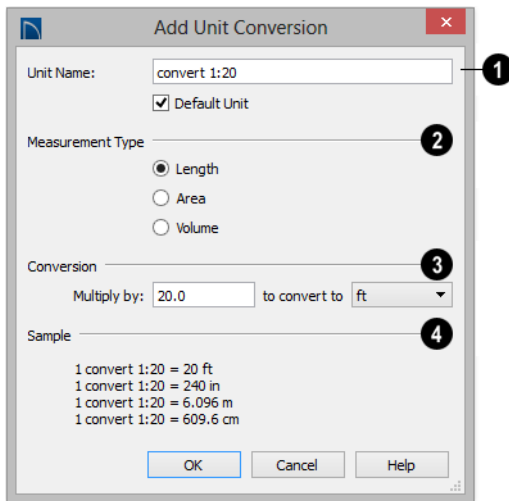 Add Unit Conversion
Unit Name: convert 1:20 1
Default Unit
Measurement Type 2
Length
Area
Volume
Conversion 3
Multiply by: 20.0 to convert to ft
Sample 4
1 convert 1:20 = 20 ft
1 convert 1:20 = 240 in
1 convert 1:20 = 6.096 m
1 convert 1:20 = 609.6 cm
OK Cancel Help